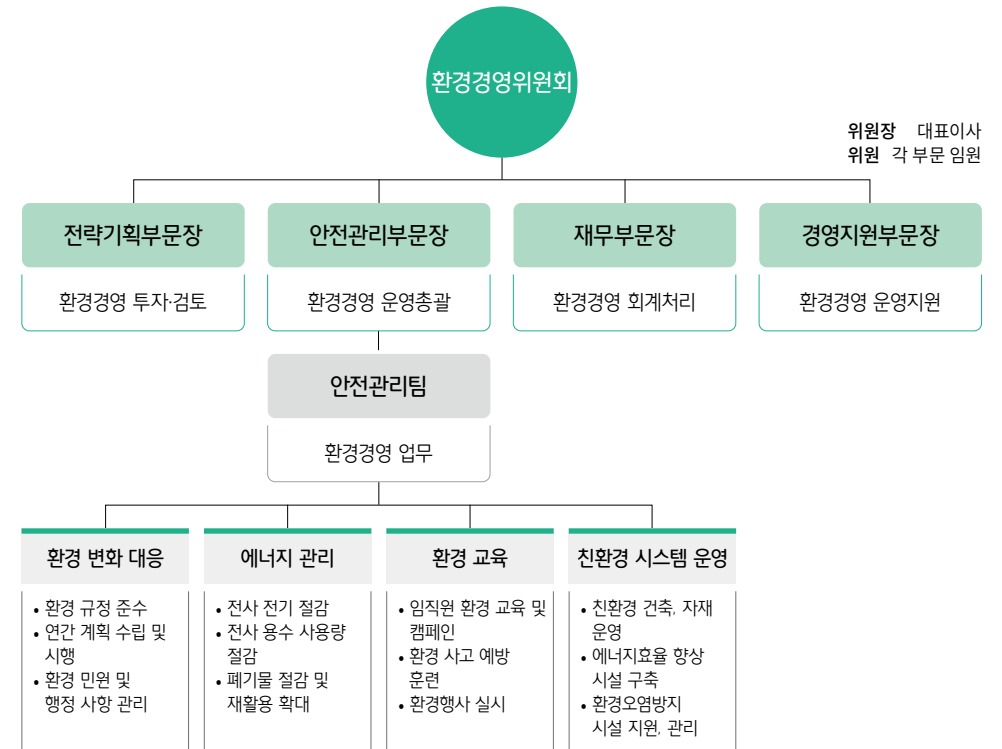 환경경영위원회
위원장 대표이사
위원 각 부문 임원
전략기획부문장
환경경영 투자·검토
안전관리부문장
환경경영 운영총괄
재무부문장
환경경영 회계처리
경영지원부문장
환경경영 운영지원
안전관리팀
환경경영 업무
환경 변화 대응
• 환경 규정 준수
• 연간 계획 수립 및
시행
• 환경 민원 및
행정 사항 관리
에너지 관리
• 전사 전기 절감
• 전사 용수 사용량
절감
• 폐기물 절감 및
재활용 확대
환경 교육
• 임직원 환경 교육 및
캠페인
• 환경 사고 예방
훈련
• 환경행사 실시
친환경 시스템 운영
• 친환경 건축, 자재
운영
• 에너지효율 향상
시설 구축
• 환경오염방지
시설 지원, 관리